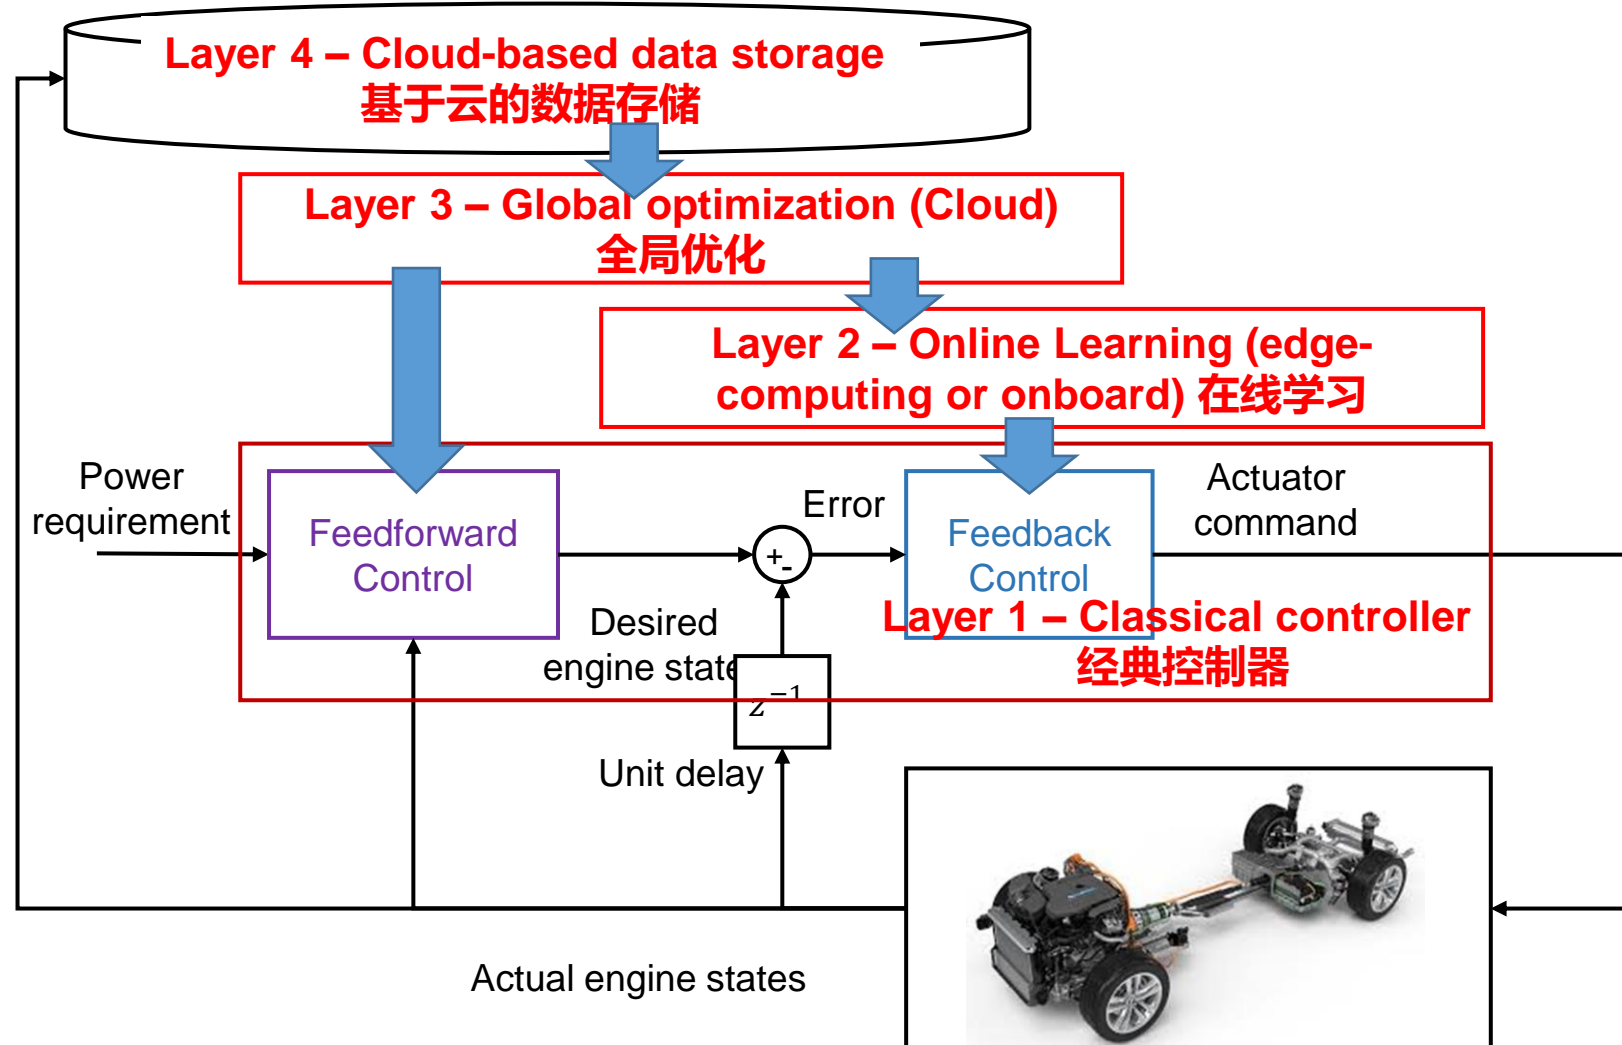 Layer 4 – Cloud-based data storage
基于云的数据存储
Layer 3 – Global optimization (Cloud)
全局优化
Layer 2 – Online Learning (edge-
computing or onboard) 在线学习
Power
requirement
Feedforward
Control
+
-
Error
Feedback
Control
Actuator
command
Layer 1 – Classical controller
经典控制器
Desired
engine state
z⁻¹
Unit delay
Actual engine states